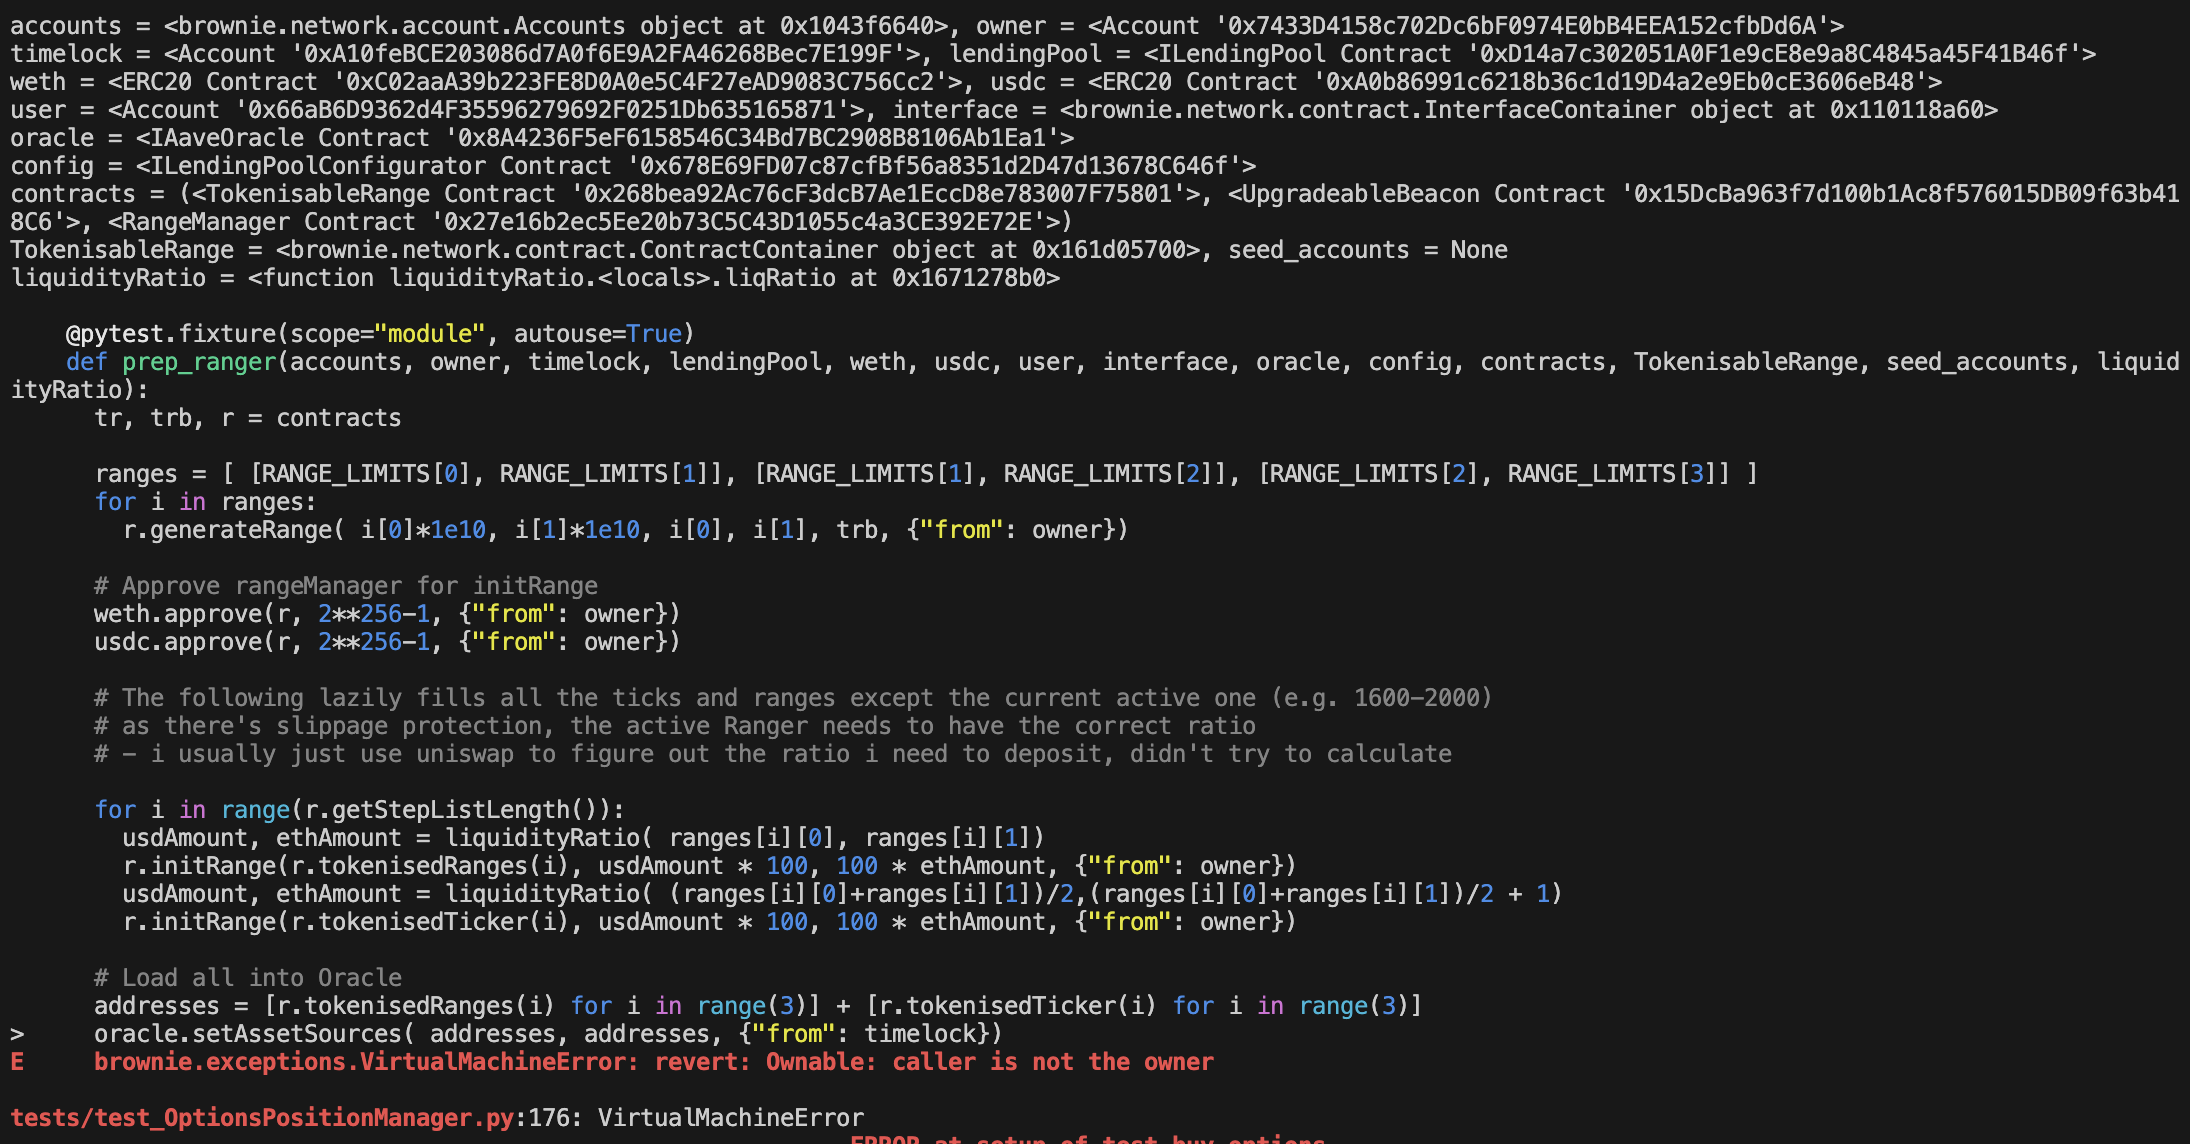 accounts = <brownie.network.account.Accounts object at 0x1043f6640>, owner = <Account '0x7433D4158c702Dc6bF0974E0bB4EEA152cfbDd6A'>
timelock = <Account '0xA10feBCE203086d7A0f6E9A2FA46268Bec7E199F'>, lendingPool = <ILendingPool Contract '0xD14a7c302051A0F1e9cE8e9a8C4845a45F41B46f'>
weth = <ERC20 Contract '0xC02aaA39b223FE8D0A0e5C4F27eAD9083C756Cc2'>, usdc = <ERC20 Contract '0xA0b86991c6218b36c1d19D4a2e9Eb0cE3606eB48'>
user = <Account '0x66aB6D9362d4F35596279692F0251Db635165871'>, interface = <brownie.network.contract.InterfaceContainer object at 0x110118a60>
oracle = <IAaveOracle Contract '0x8A4236F5eF6158546C34Bd7BC2908B8106Ab1Ea1'>
config = <ILendingPoolConfigurator Contract '0x678E69FD07c87cfBf56a8351d2D47d13678C646f'>
contracts = (<TokenisableRange Contract '0x268bea92Ac76cF3dcB7Ae1EccD8e783007F75801'>, <UpgradeableBeacon Contract '0x15DcBa963f7d100b1Ac8f576015DB09f63b41
8C6'>, <RangeManager Contract '0x27e16b2ec5Ee20b73C5C43D1055c4a3CE392E72E'>)
TokenisableRange = <brownie.network.contract.ContractContainer object at 0x161d05700>, seed_accounts = None
liquidityRatio = <function liquidityRatio.<locals>.liqRatio at 0x1671278b0>
@pytest.fixture(scope="module", autouse=True)
def prep_ranger(accounts, owner, timelock, lendingPool, weth, usdc, user, interface, oracle, config, contracts, TokenisableRange, seed_accounts, liquid
ityRatio):
tr, trb, r = contracts
ranges = [ [RANGE_LIMITS[0], RANGE_LIMITS[1]], [RANGE_LIMITS[1], RANGE_LIMITS[2]], [RANGE_LIMITS[2], RANGE_LIMITS[3]] ]
for i in ranges:
r.generateRange( i[0]*1e10, i[1]*1e10, i[0], i[1], trb, {"from": owner})
# Approve rangeManager for initRange
weth.approve(r, 2**256-1, {"from": owner})
usdc.approve(r, 2**256-1, {"from": owner})
# The following lazily fills all the ticks and ranges except the current active one (e.g. 1600-2000)
# as there's slippage protection, the active Ranger needs to have the correct ratio
# - i usually just use uniswap to figure out the ratio i need to deposit, didn't try to calculate
for i in range(r.getStepListLength()):
usdAmount, ethAmount = liquidityRatio( ranges[i][0], ranges[i][1])
r.initRange(r.tokenisedRanges(i), usdAmount * 100, 100 * ethAmount, {"from": owner})
usdAmount, ethAmount = liquidityRatio( (ranges[i][0]+ranges[i][1])/2,(ranges[i][0]+ranges[i][1])/2 + 1)
r.initRange(r.tokenisedTicker(i), usdAmount * 100, 100 * ethAmount, {"from": owner})
# Load all into Oracle
addresses = [r.tokenisedRanges(i) for i in range(3)] + [r.tokenisedTicker(i) for i in range(3)]
> oracle.setAssetSources( addresses, addresses, {"from": timelock})
E brownie.exceptions.VirtualMachineError: revert: Ownable: caller is not the owner
tests/test_OptionsPositionManager.py:176: VirtualMachineError
ERROR at setup of test_buy_options